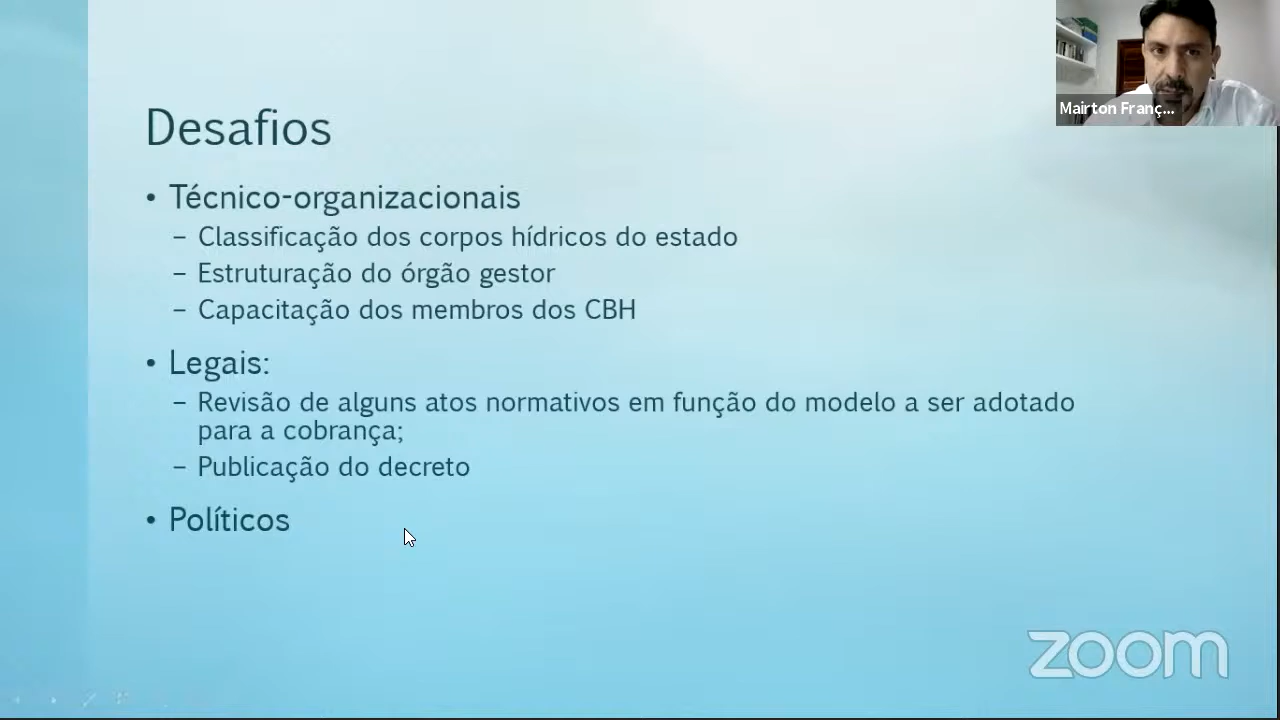 Desafios
• Técnico-organizacionais
– Classificação dos corpos hídricos do estado
– Estruturação do órgão gestor
– Capacitação dos membros dos CBH
• Legais:
– Revisão de alguns atos normativos em função do modelo a ser adotado
para a cobrança;
– Publicação do decreto
• Políticos
Mairton Franç...
zoom